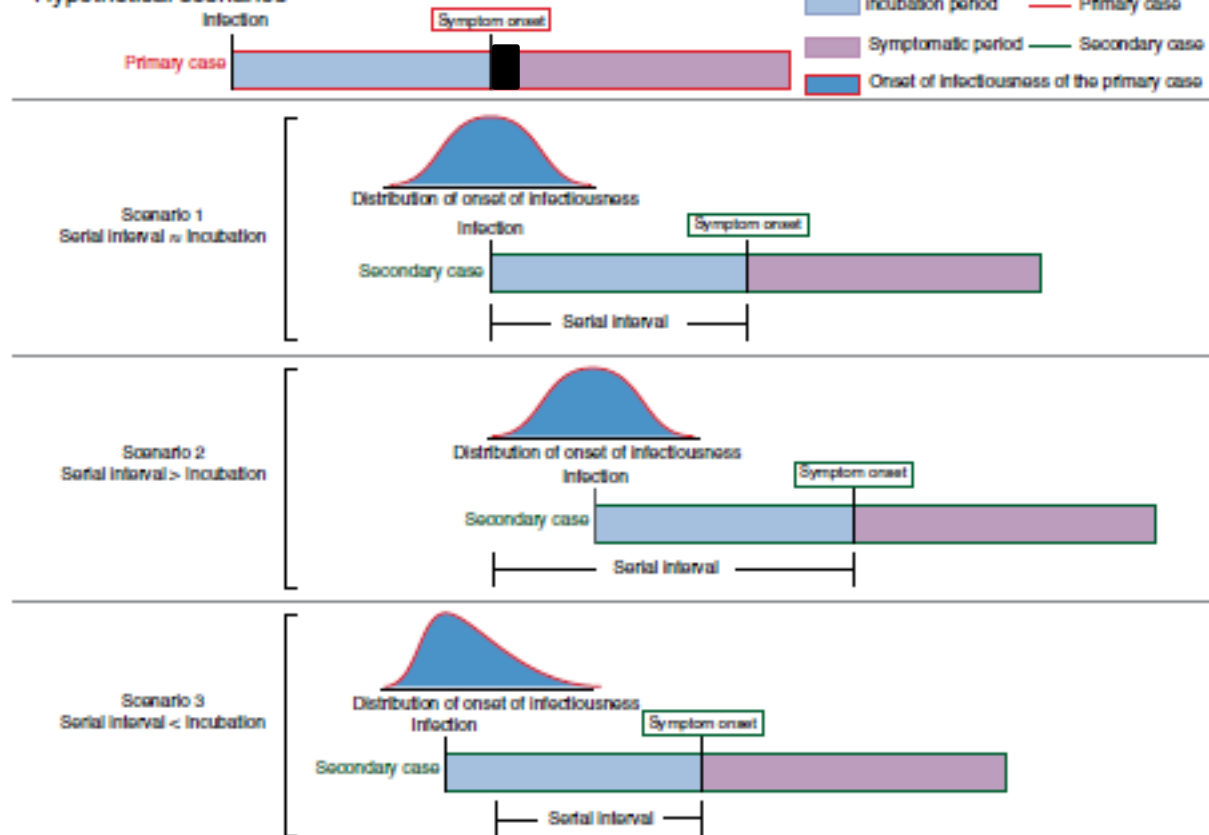 Hypothetical scenarios
Infection
Symptom onset
Primary case
Incubation period
Primary case
Symptomatic period
Secondary case
Onset of infectiousness of the primary case
Distribution of onset of infectiousness
Scenario 1
Serial interval ≈ Incubation
Infection
Symptom onset
Secondary case
Serial interval
Distribution of onset of infectiousness
Scenario 2
Serial interval > Incubation
Infection
Symptom onset
Secondary case
Serial interval
Distribution of onset of infectiousness
Scenario 3
Serial interval < Incubation
Infection
Symptom onset
Secondary case
Serial interval